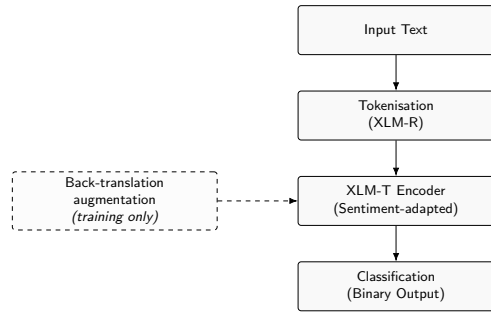 Input Text
Tokenisation
(XLM-R)
Back-translation
augmentation
(training only)
XLM-T Encoder
(Sentiment-adapted)
Classification
(Binary Output)